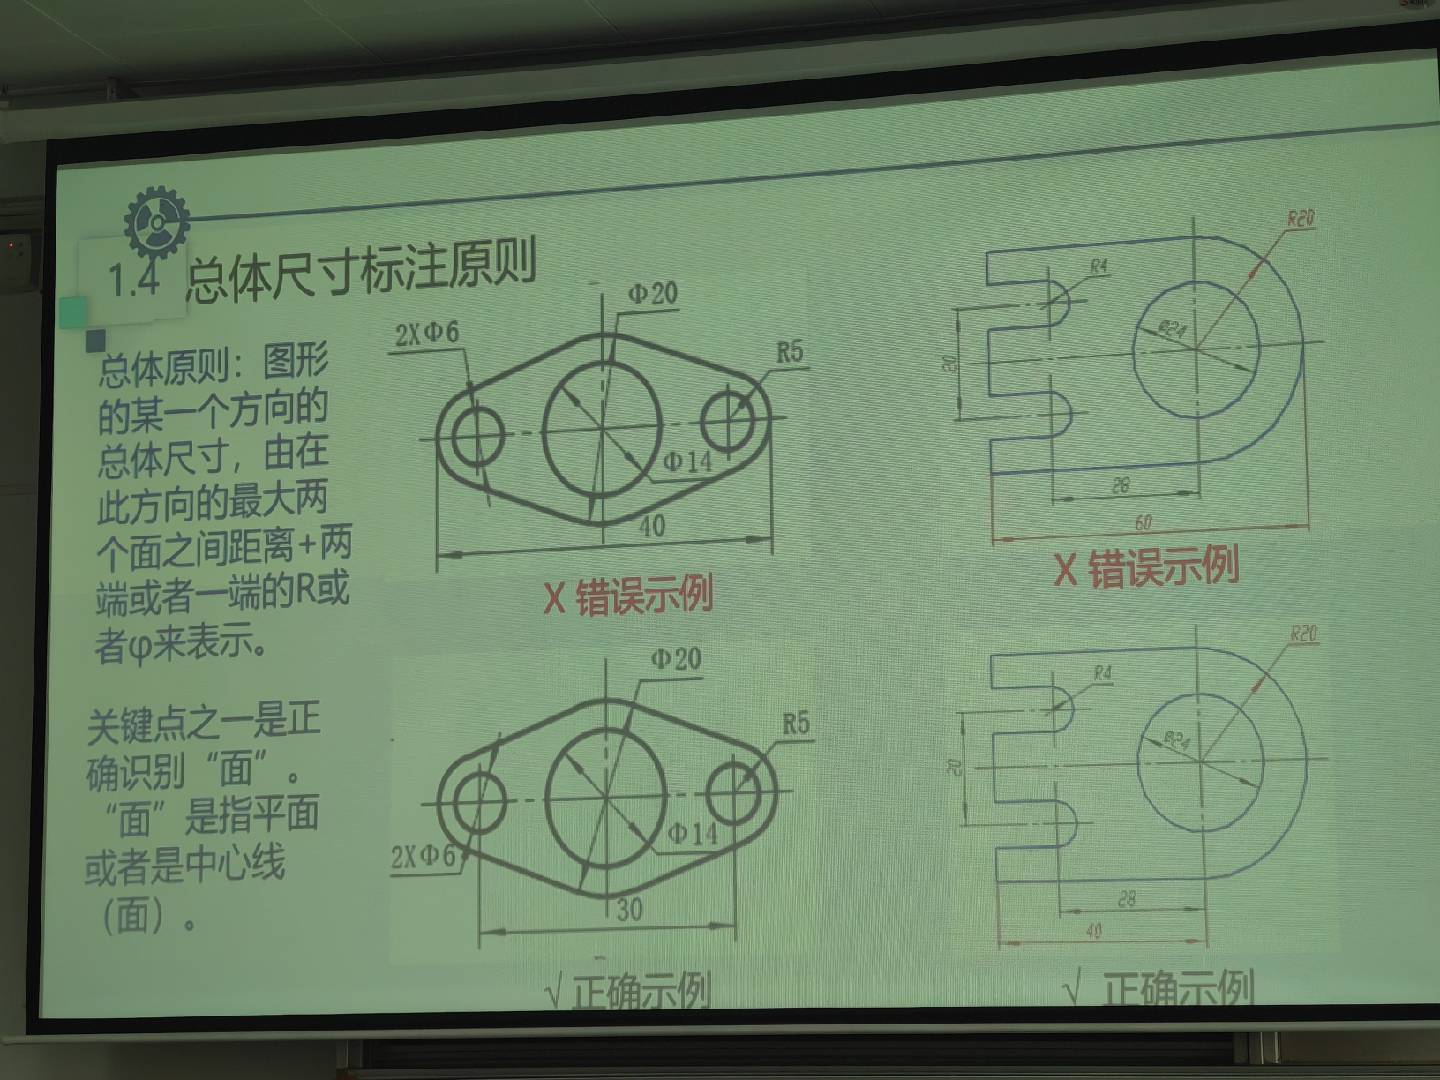 1.4 总体尺寸标注原则
总体原则：图形
的某一个方向的
总体尺寸，由在
此方向的最大两
个面之间距离+两
端或者一端的R或
者φ来表示。
关键点之一是正
确识别“面”。
“面”是指平面
或者是中心线
（面）。
2XΦ6
Φ20
R5
Φ14
40
X 错误示例
R20
R4
Ø24
20
28
60
X 错误示例
Φ20
R5
Φ14
2XΦ6
30
√ 正确示例
R20
R4
Ø24
20
28
40
√ 正确示例